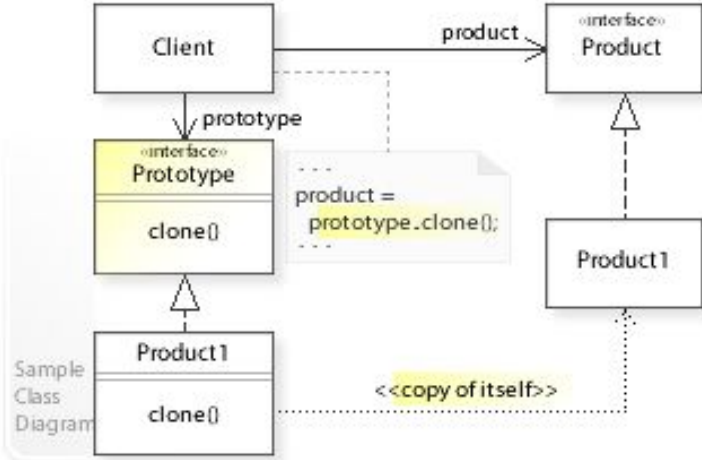 Client
product
«interface»
Product
prototype
«interface»
Prototype
clone()
. . .
product =
prototype.clone();
. . .
Product1
Product1
clone()
<<copy of itself>>
Sample
Class
Diagram